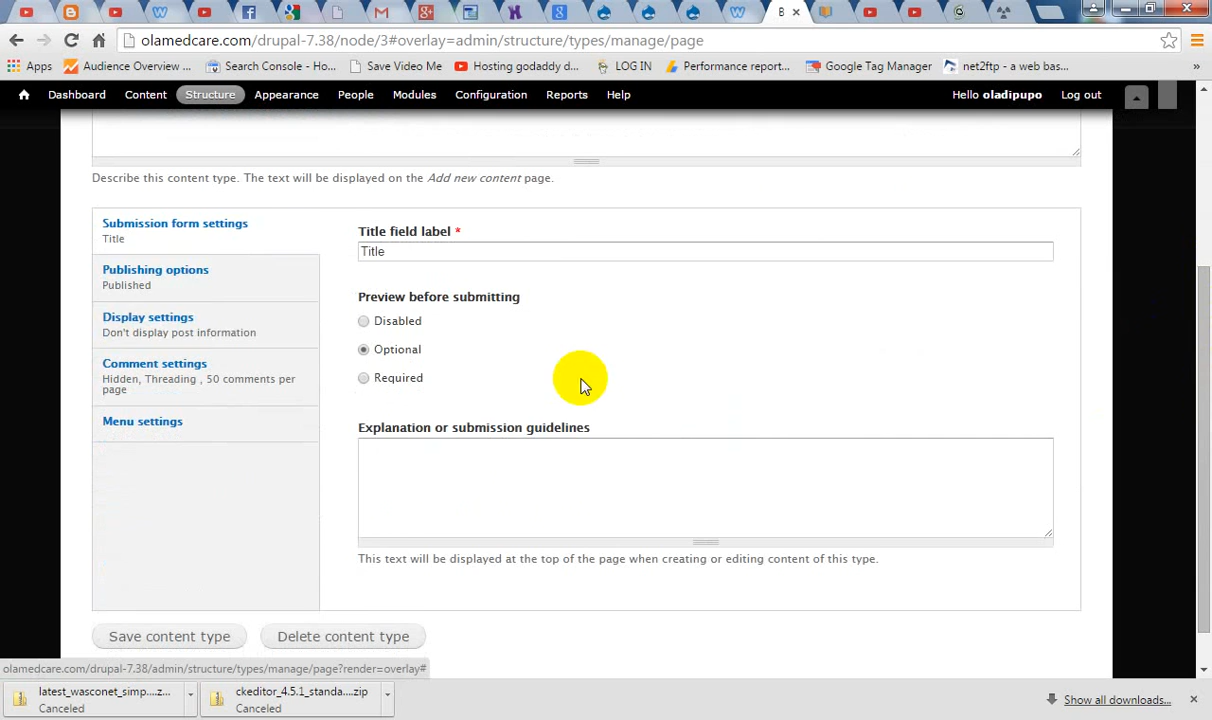 B
olamedcare.com/drupal-7.38/node/3#overlay=admin/structure/types/manage/page
Apps Audience Overview ... Search Console - Ho... Save Video Me Hosting godaddy d... LOG IN Performance report... Google Tag Manager net2ftp - a web bas... »
Dashboard Content Structure Appearance People Modules Configuration Reports Help Hello oladipupo Log out
Describe this content type. The text will be displayed on the Add new content page.
Submission form settings
Title
Publishing options
Published
Display settings
Don't display post information
Comment settings
Hidden, Threading , 50 comments per
page
Menu settings
Title field label *
Title
Preview before submitting
Disabled
Optional
Required
Explanation or submission guidelines
This text will be displayed at the top of the page when creating or editing content of this type.
Save content type Delete content type
olamedcare.com/drupal-7.38/admin/structure/types/manage/page?render=overlay#
latest_wasconet_simp....z...
Canceled
ckeditor_4.5.1_standa....zip
Canceled
Show all downloads...